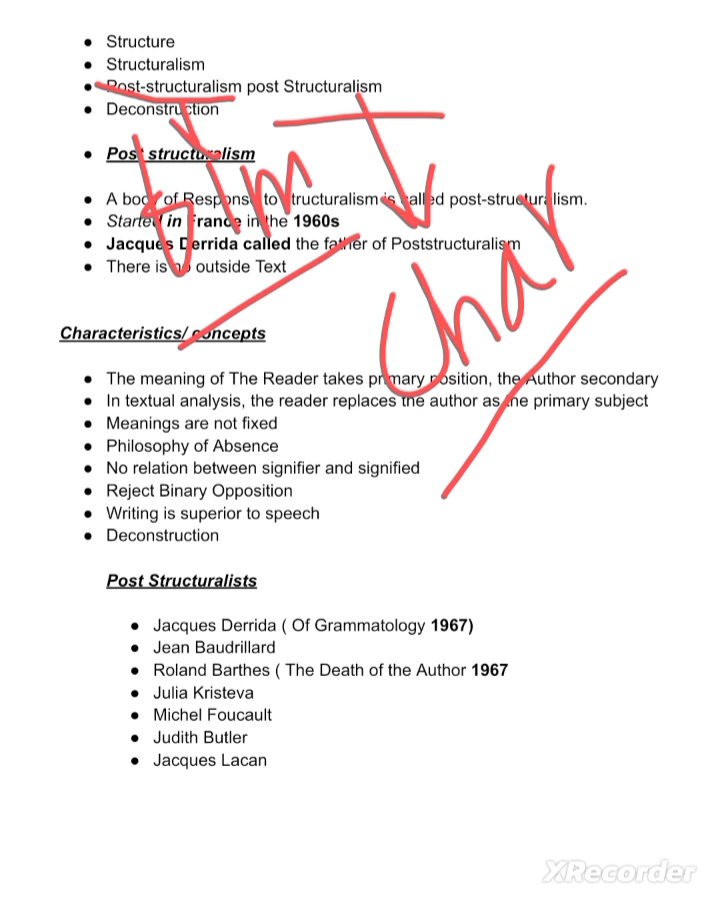 Structure
Structuralism
Post-structuralism post Structuralism
Deconstruction
Post structuralism
A body of Response to structuralism is called post-structuralism.
Started in France in the 1960s
Jacques Derrida called the father of Poststructuralism
There is no outside Text
Characteristics/ concepts
Char
The meaning of The Reader takes primary position, the Author secondary
In textual analysis, the reader replaces the author as the primary subject
Meanings are not fixed
Philosophy of Absence
No relation between signifier and signified
Reject Binary Opposition
Writing is superior to speech
Deconstruction
Post Structuralists
Jacques Derrida ( Of Grammatology 1967)
Jean Baudrillard
Roland Barthes ( The Death of the Author 1967
Julia Kristeva
Michel Foucault
Judith Butler
Jacques Lacan
XRecorder